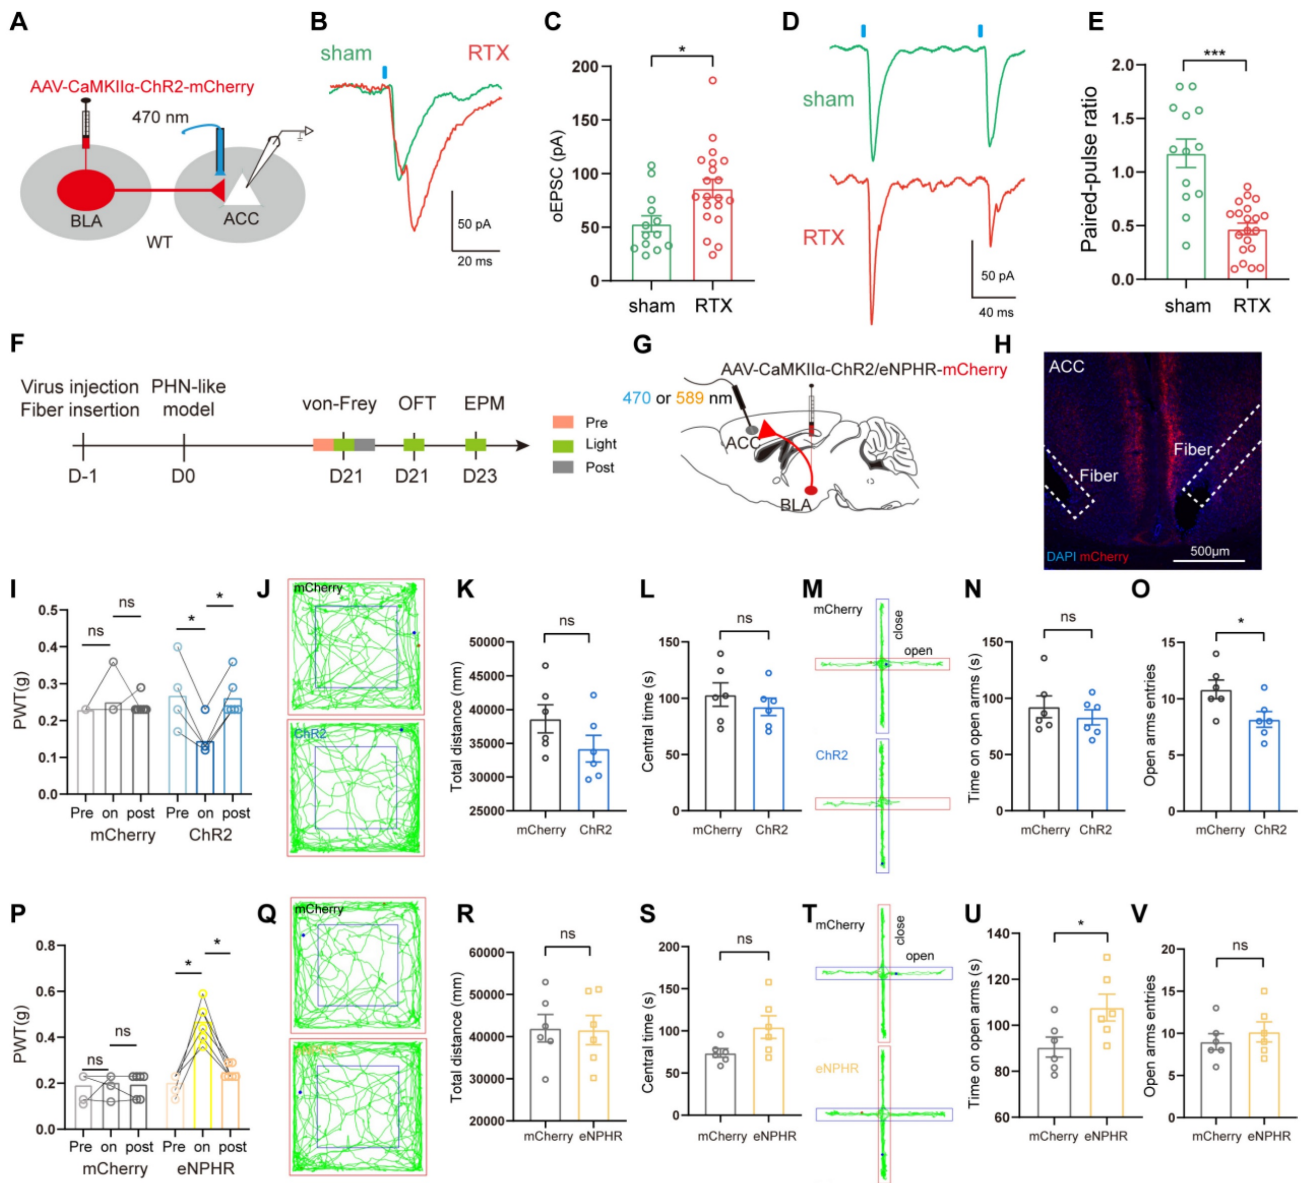 A
AAV-CaMKIIα-ChR2-mCherry
470 nm
BLA
ACC
WT
B
sham
RTX
50 pA
20 ms
C
*
oEPSC (pA)
200
150
100
50
0
sham RTX
D
sham
RTX
50 pA
40 ms
E
***
Paired-pulse ratio
2.0
1.5
1.0
0.5
0.0
sham RTX
F
Virus injection
Fiber insertion
PHN-like
model
von-Frey OFT EPM
D-1 D0 D21 D21 D23
Pre
Light
Post
G
AAV-CaMKIIα-ChR2/eNPHR-mCherry
470 or 589 nm
ACC
BLA
H
ACC
Fiber
Fiber
DAPI mCherry
500μm
I
PWT(g)
0.5
0.4
0.3
0.2
0.1
0.0
ns
ns
*
*
Pre on post Pre on post
mCherry ChR2
J
mCherry
ChR2
K
ns
Total distance (mm)
50000
45000
40000
35000
30000
25000
mCherry ChR2
L
ns
Central time (s)
150
100
50
0
mCherry ChR2
M
mCherry
close
open
ChR2
N
ns
Time on open arms (s)
150
100
50
0
mCherry ChR2
O
*
Open arms entries
15
10
5
0
mCherry ChR2
P
PWT(g)
0.8
0.6
0.4
0.2
0.0
ns
ns
*
*
Pre on post Pre on post
mCherry eNPHR
Q
mCherry
R
ns
Total distance (mm)
60000
50000
40000
30000
20000
mCherry eNPHR
S
ns
Central time (s)
200
150
100
50
0
mCherry eNPHR
T
mCherry
close
open
eNPHR
U
*
Time on open arms (s)
140
120
100
80
60
mCherry eNPHR
V
ns
Open arms entries
20
15
10
5
0
mCherry eNPHR